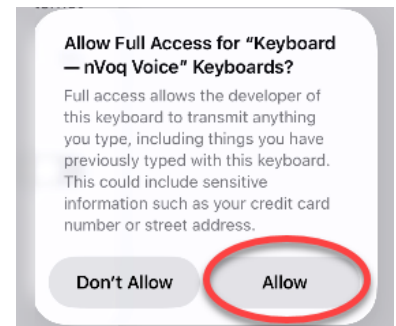 Allow Full Access for “Keyboard
— nVoq Voice” Keyboards?
Full access allows the developer of
this keyboard to transmit anything
you type, including things you have
previously typed with this keyboard.
This could include sensitive
information such as your credit card
number or street address.
Don’t Allow
Allow